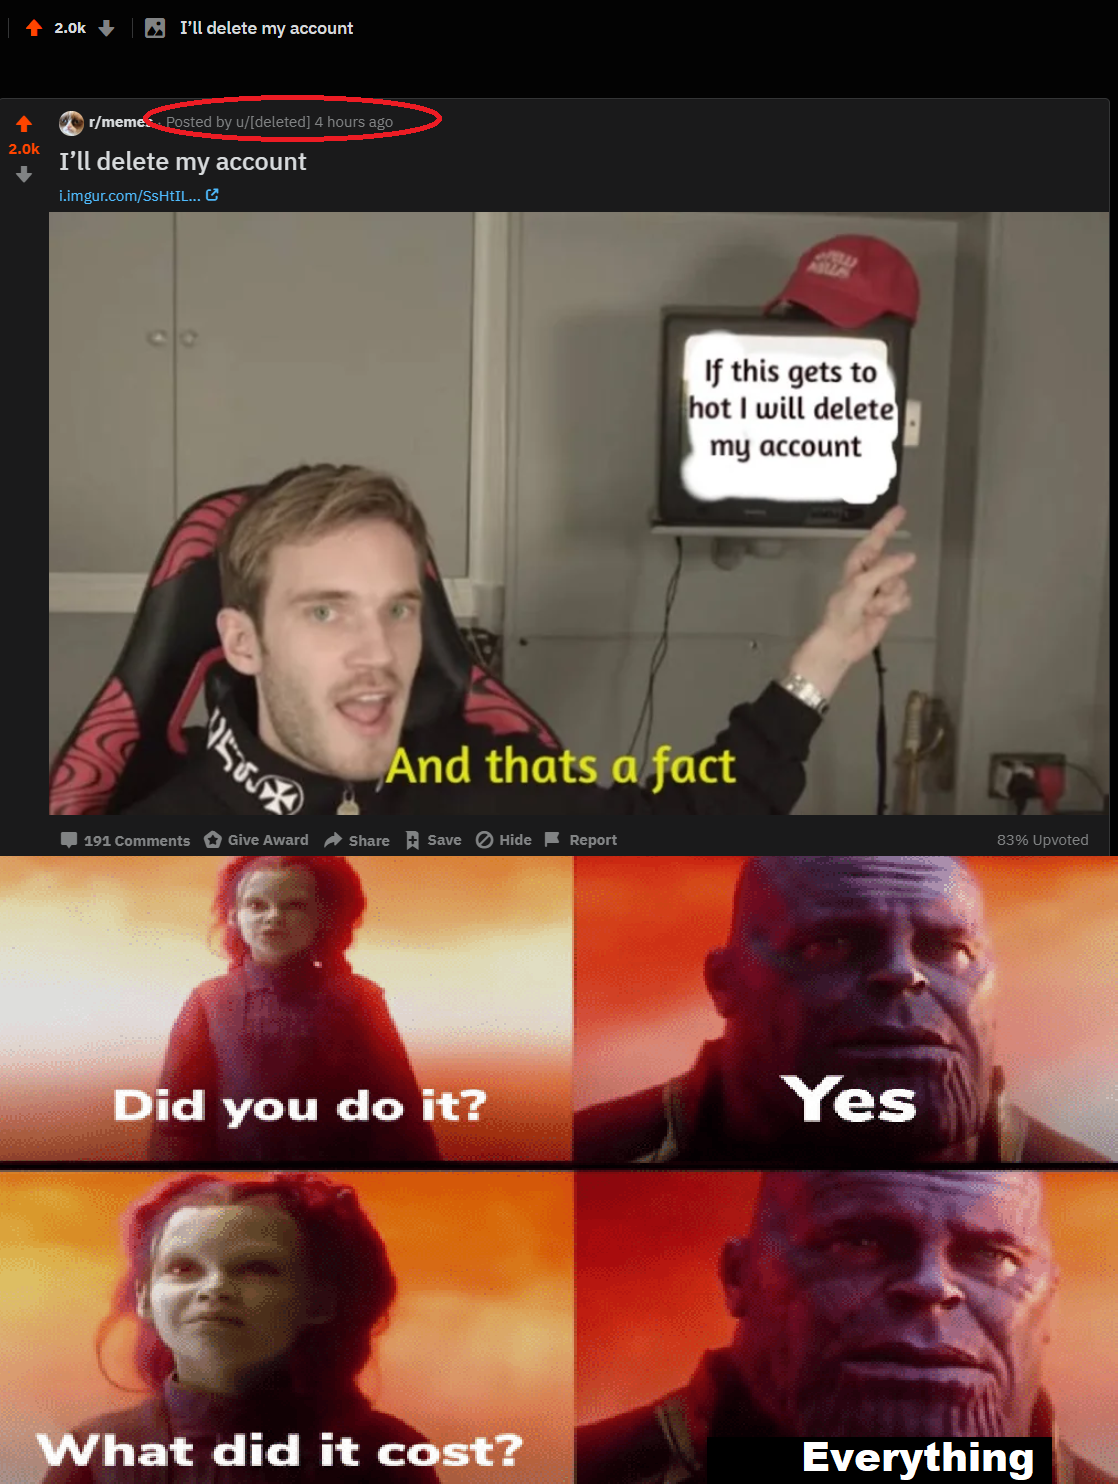 2.0k I’ll delete my account
r/memes · Posted by u/[deleted] 4 hours ago
2.0k
I’ll delete my account
i.imgur.com/SsHtIL...
If this gets to
hot I will delete
my account
And thats a fact
191 Comments Give Award Share Save Hide Report 83% Upvoted
Did you do it?
Yes
What did it cost?
Everything